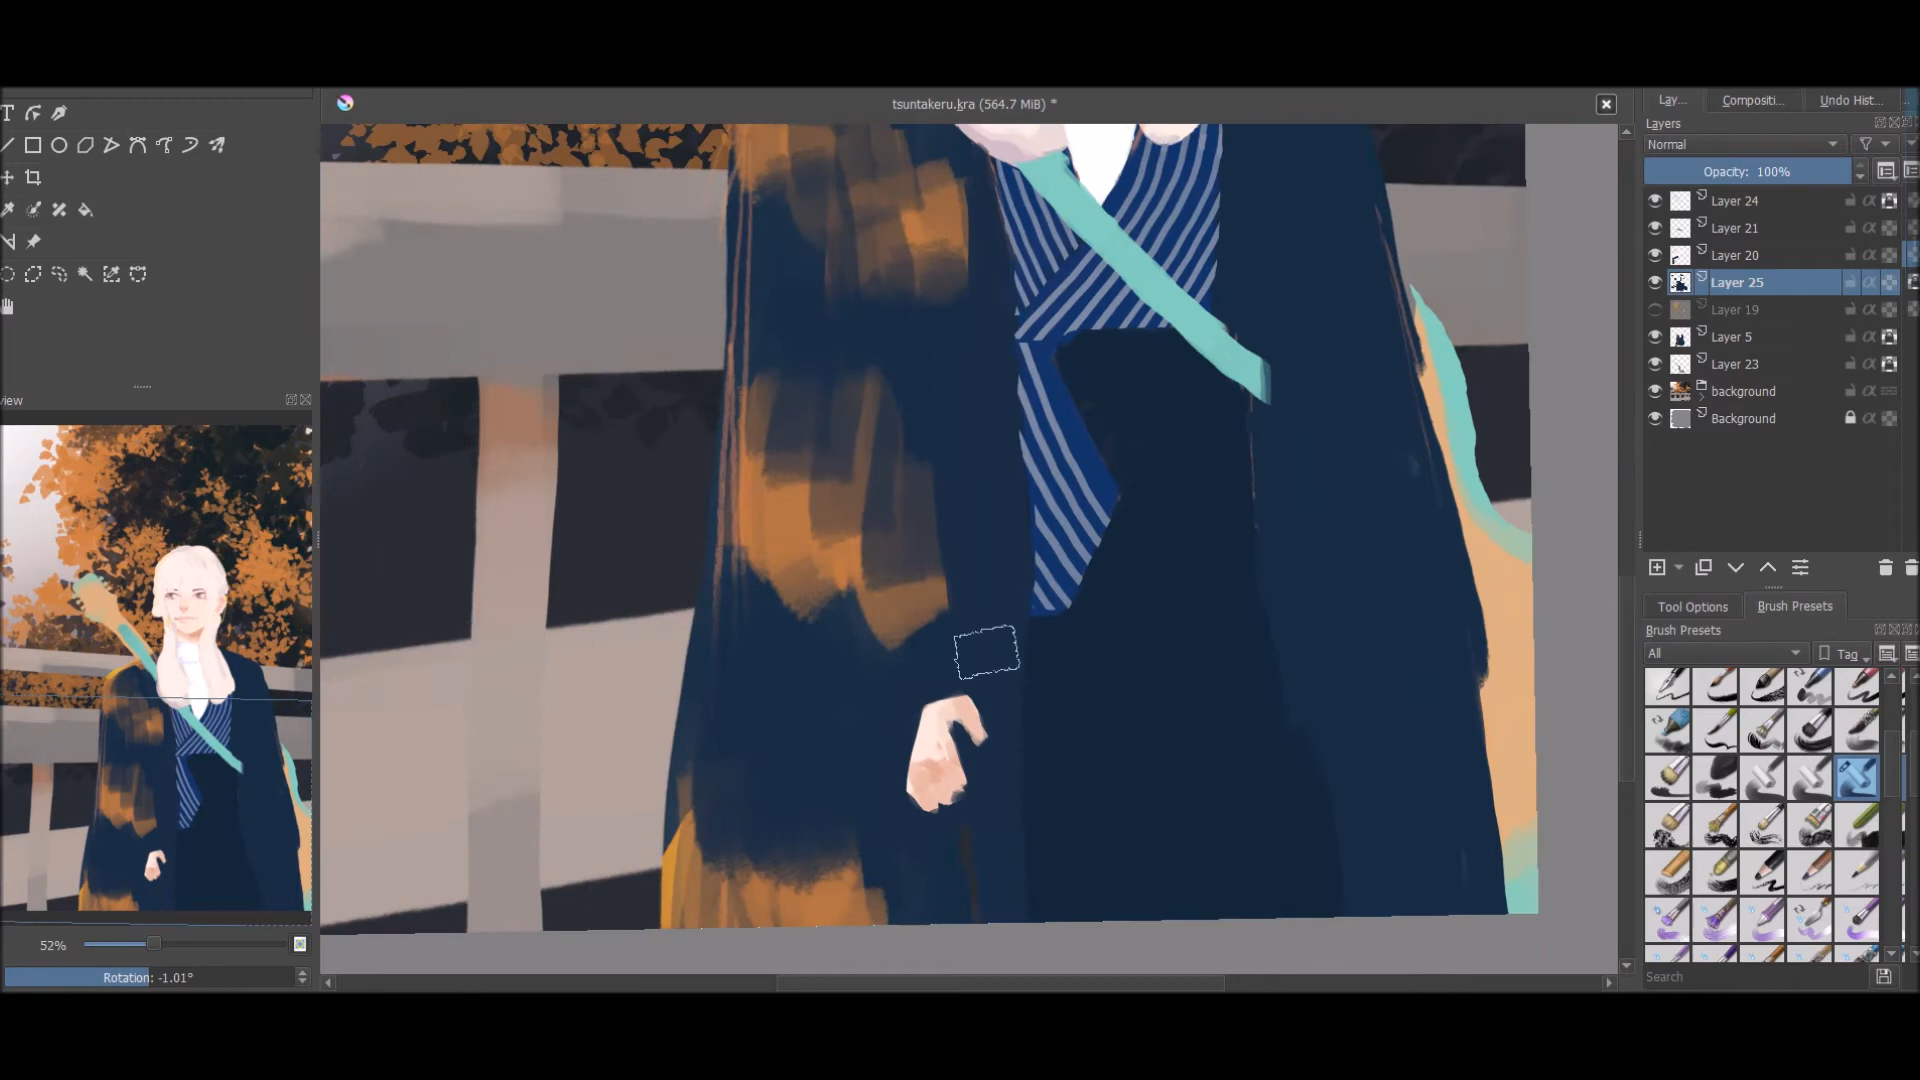 tsuntakeru.kra (564.7 MiB) *
Lay...
Compositi...
Undo Hist...
Layers
Normal
Opacity: 100%
Layer 24
Layer 21
Layer 20
Layer 25
Layer 19
Layer 5
Layer 23
background
Background
view
Tool Options
Brush Presets
Brush Presets
All
Tag
52%
Rotation: -1.01°
Search